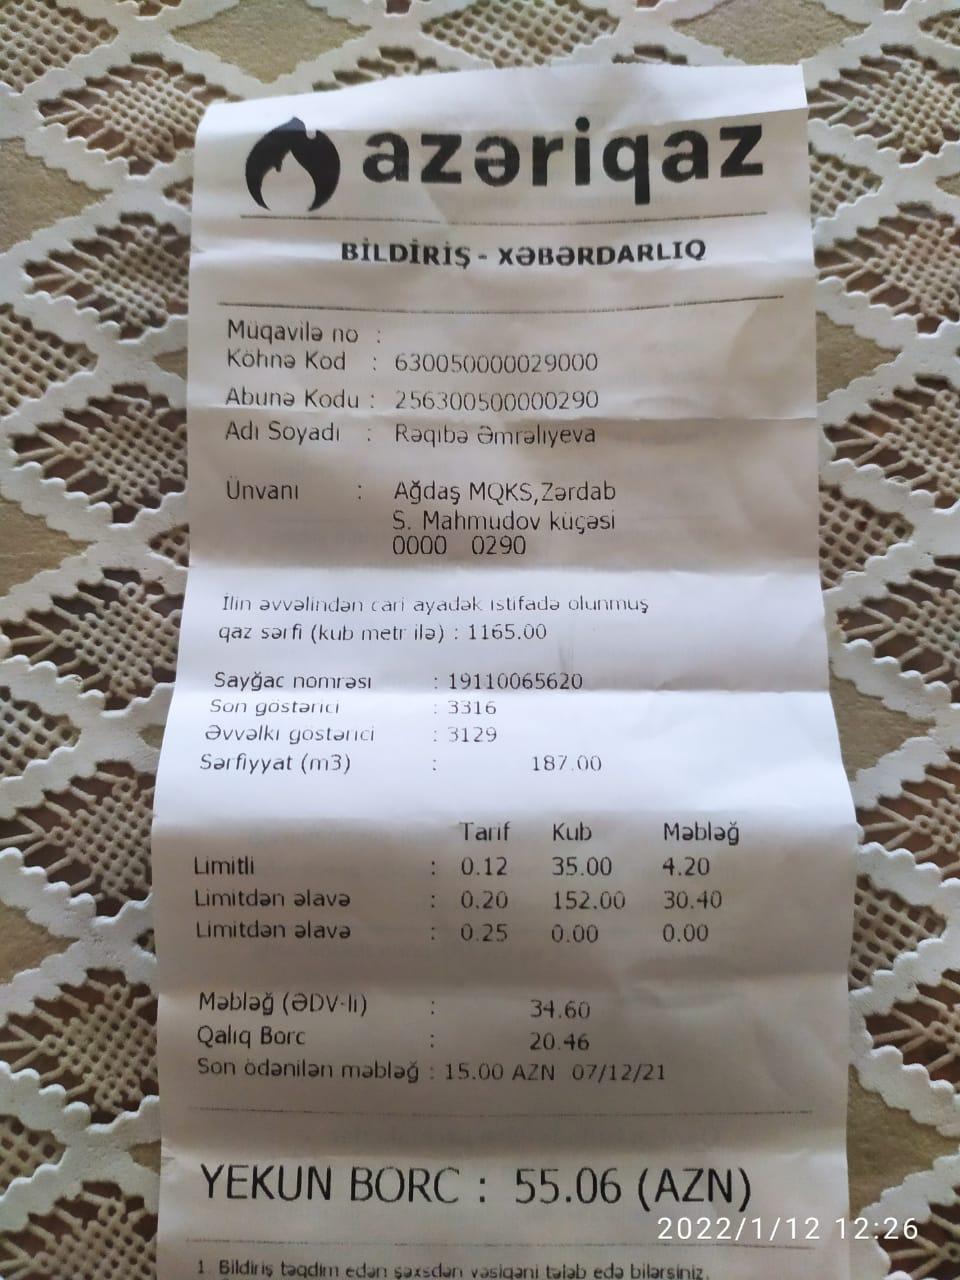 azəriqaz
BİLDİRİŞ - XƏBƏRDARLIQ
Müqavilə no :
Köhnə Kod : 630050000029000
Abunə Kodu : 256300500000290
Adı Soyadı : Rəqibə Əmrəliyeva
Ünvanı : Ağdaş MQKS,Zərdab
S. Mahmudov küçəsi
0000 0290
İlin əvvəlindən cari ayadək istifadə olunmuş
qaz sərfi (kub metr ilə) : 1165.00
Sayğac nomrəsi : 19110065620
Son göstərici : 3316
Əvvəlki göstərici : 3129
Sərfiyyat (m3) : 187.00
Tarif Kub Məbləğ
Limitli : 0.12 35.00 4.20
Limitdən əlavə : 0.20 152.00 30.40
Limitdən əlavə : 0.25 0.00 0.00
Məbləğ (ƏDV-li) : 34.60
Qalıq Borc : 20.46
Son ödənilən məbləğ : 15.00 AZN 07/12/21
YEKUN BORC : 55.06 (AZN)
2022/1/12 12:26
1. Bildiriş təqdim edən şəxsdən vəsiqəni tələb edə bilərsiniz.